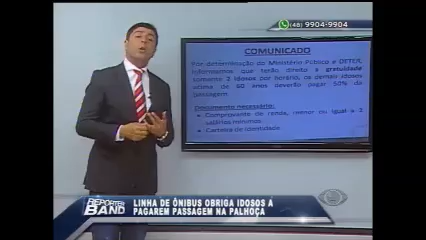 (48) 9904-9904
COMUNICADO
Por determinação do Ministério Público e DETER,
informamos que terão direito a gratuidade
somente 2 idosos por horário, os demais idosos
acima de 60 anos deverão pagar 50% da
passagem.
Documento necessário:
- Comprovante de renda, menor ou igual a 2
salários mínimos
- Carteira de identidade.
REPÓRTER
BAND
LINHA DE ÔNIBUS OBRIGA IDOSOS A
PAGAREM PASSAGEM NA PALHOÇA